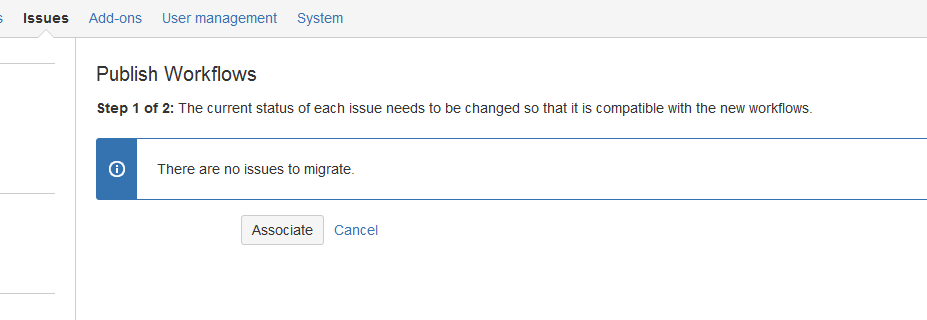 s Issues Add-ons User management System
Publish Workflows
Step 1 of 2: The current status of each issue needs to be changed so that it is compatible with the new workflows.
There are no issues to migrate.
Associate Cancel